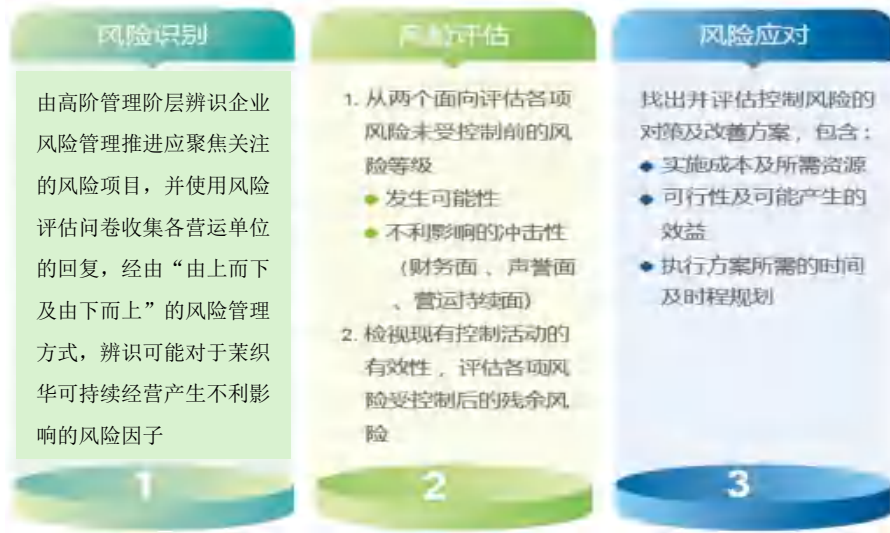 风险识别
由高阶管理阶层辨识企业
风险管理推进应聚焦关注
的风险项目，并使用风险
评估问卷收集各营运单位
的回复，经由“由上而下
及由下而上”的风险管理
方式，辨识可能对于茉织
华可持续经营产生不利影
响的风险因子
1
风险评估
1. 从两个面向评估各项
风险未受控制前的风
险等级
发生可能性
不利影响的冲击性
(财务面、声誉面
、营运持续面)
2. 检视现有控制活动的
有效性，评估各项风
险受控制后的残余风
险
2
风险应对
找出并评估控制风险的
对策及改善方案，包含：
实施成本及所需资源
可行性及可能产生的
效益
执行方案所需的时间
及时程规划
3